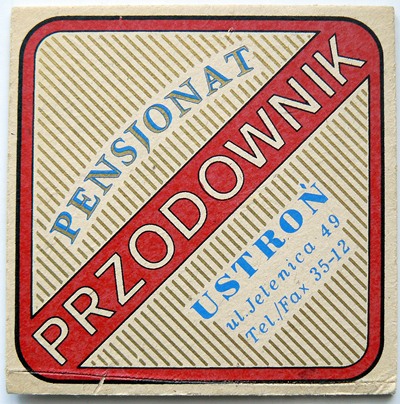 PENSJONAT
PRZODOWNIK
USTROŃ
ul. Jelenica 49
Tel./Fax 35-12